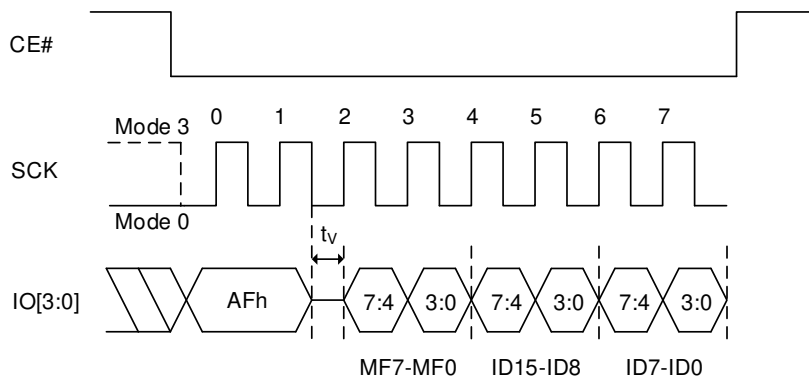 CE#
Mode 3
0 1 2 3 4 5 6 7
SCK
Mode 0
tV
IO[3:0]
AFh
7:4 3:0 7:4 3:0 7:4 3:0
MF7-MF0 ID15-ID8 ID7-ID0